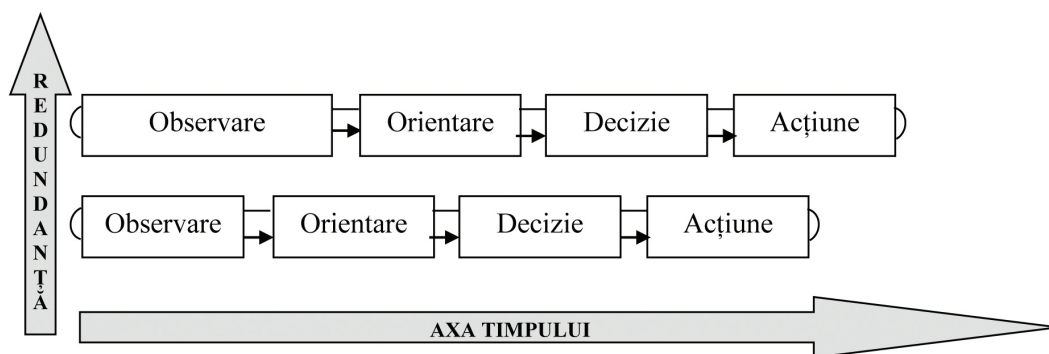 REDUNDANȚĂ
Observare Orientare Decizie Acțiune
Observare Orientare Decizie Acțiune
AXA TIMPULUI